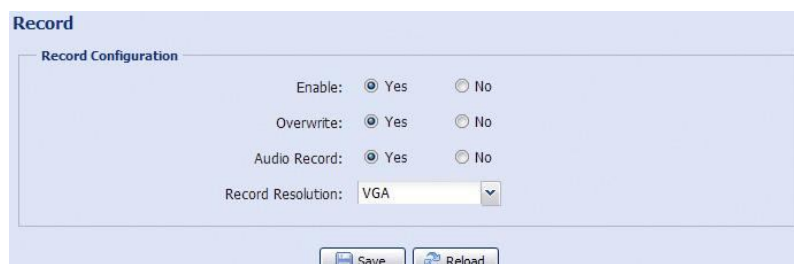 Record
Record Configuration
Enable: Yes No
Overwrite: Yes No
Audio Record: Yes No
Record Resolution: VGA
Save Reload